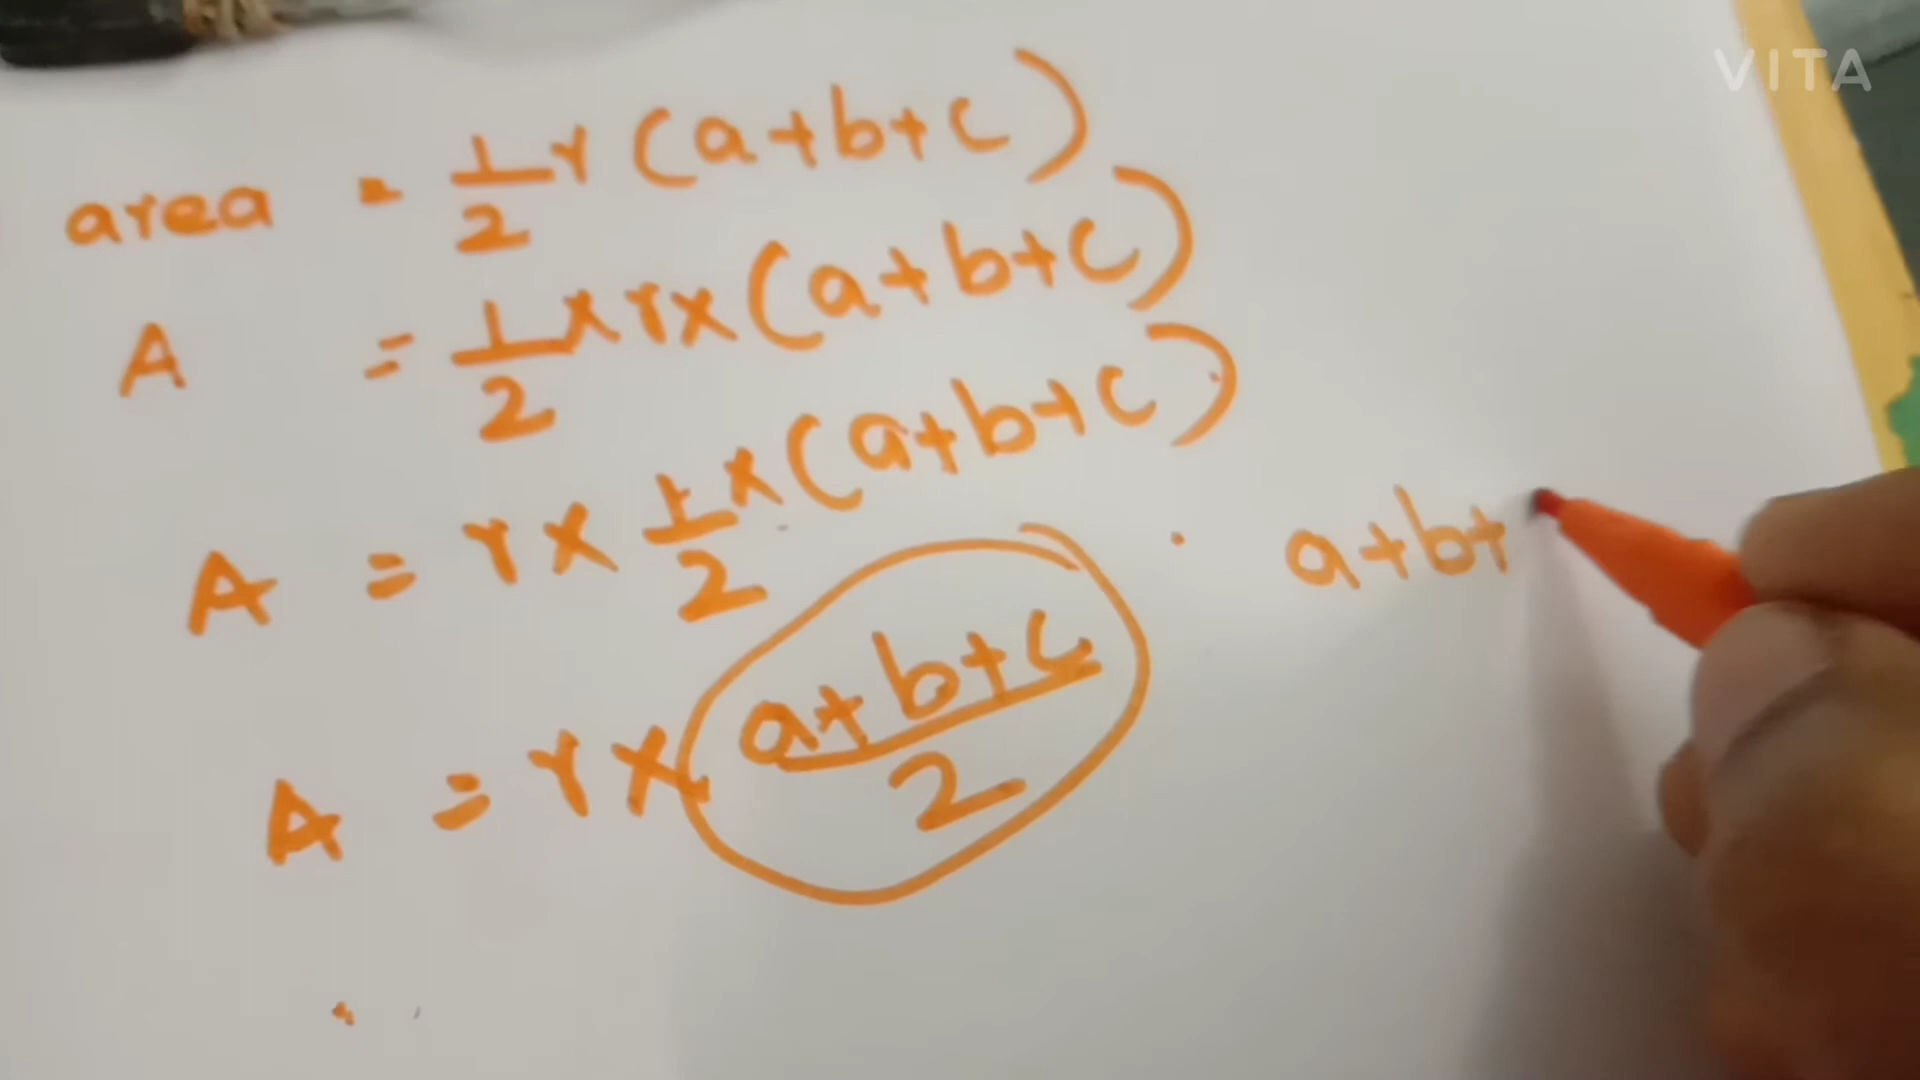 VITA
area = 1/2 r (a+b+c)
A = 1/2 × r × (a+b+c)
A = r × 1/2 × (a+b+c)
a+b+
A = r × a+b+c/2